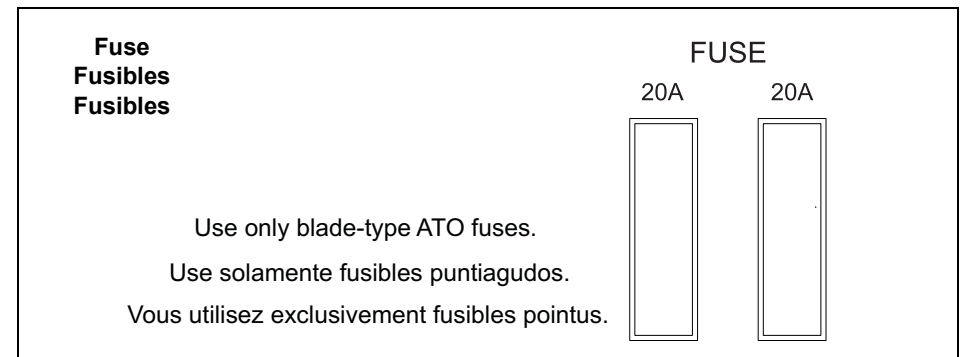 Fuse
Fusibles
Fusibles
FUSE
20A 20A
Use only blade-type ATO fuses.
Use solamente fusibles puntiagudos.
Vous utilisez exclusivement fusibles pointus.